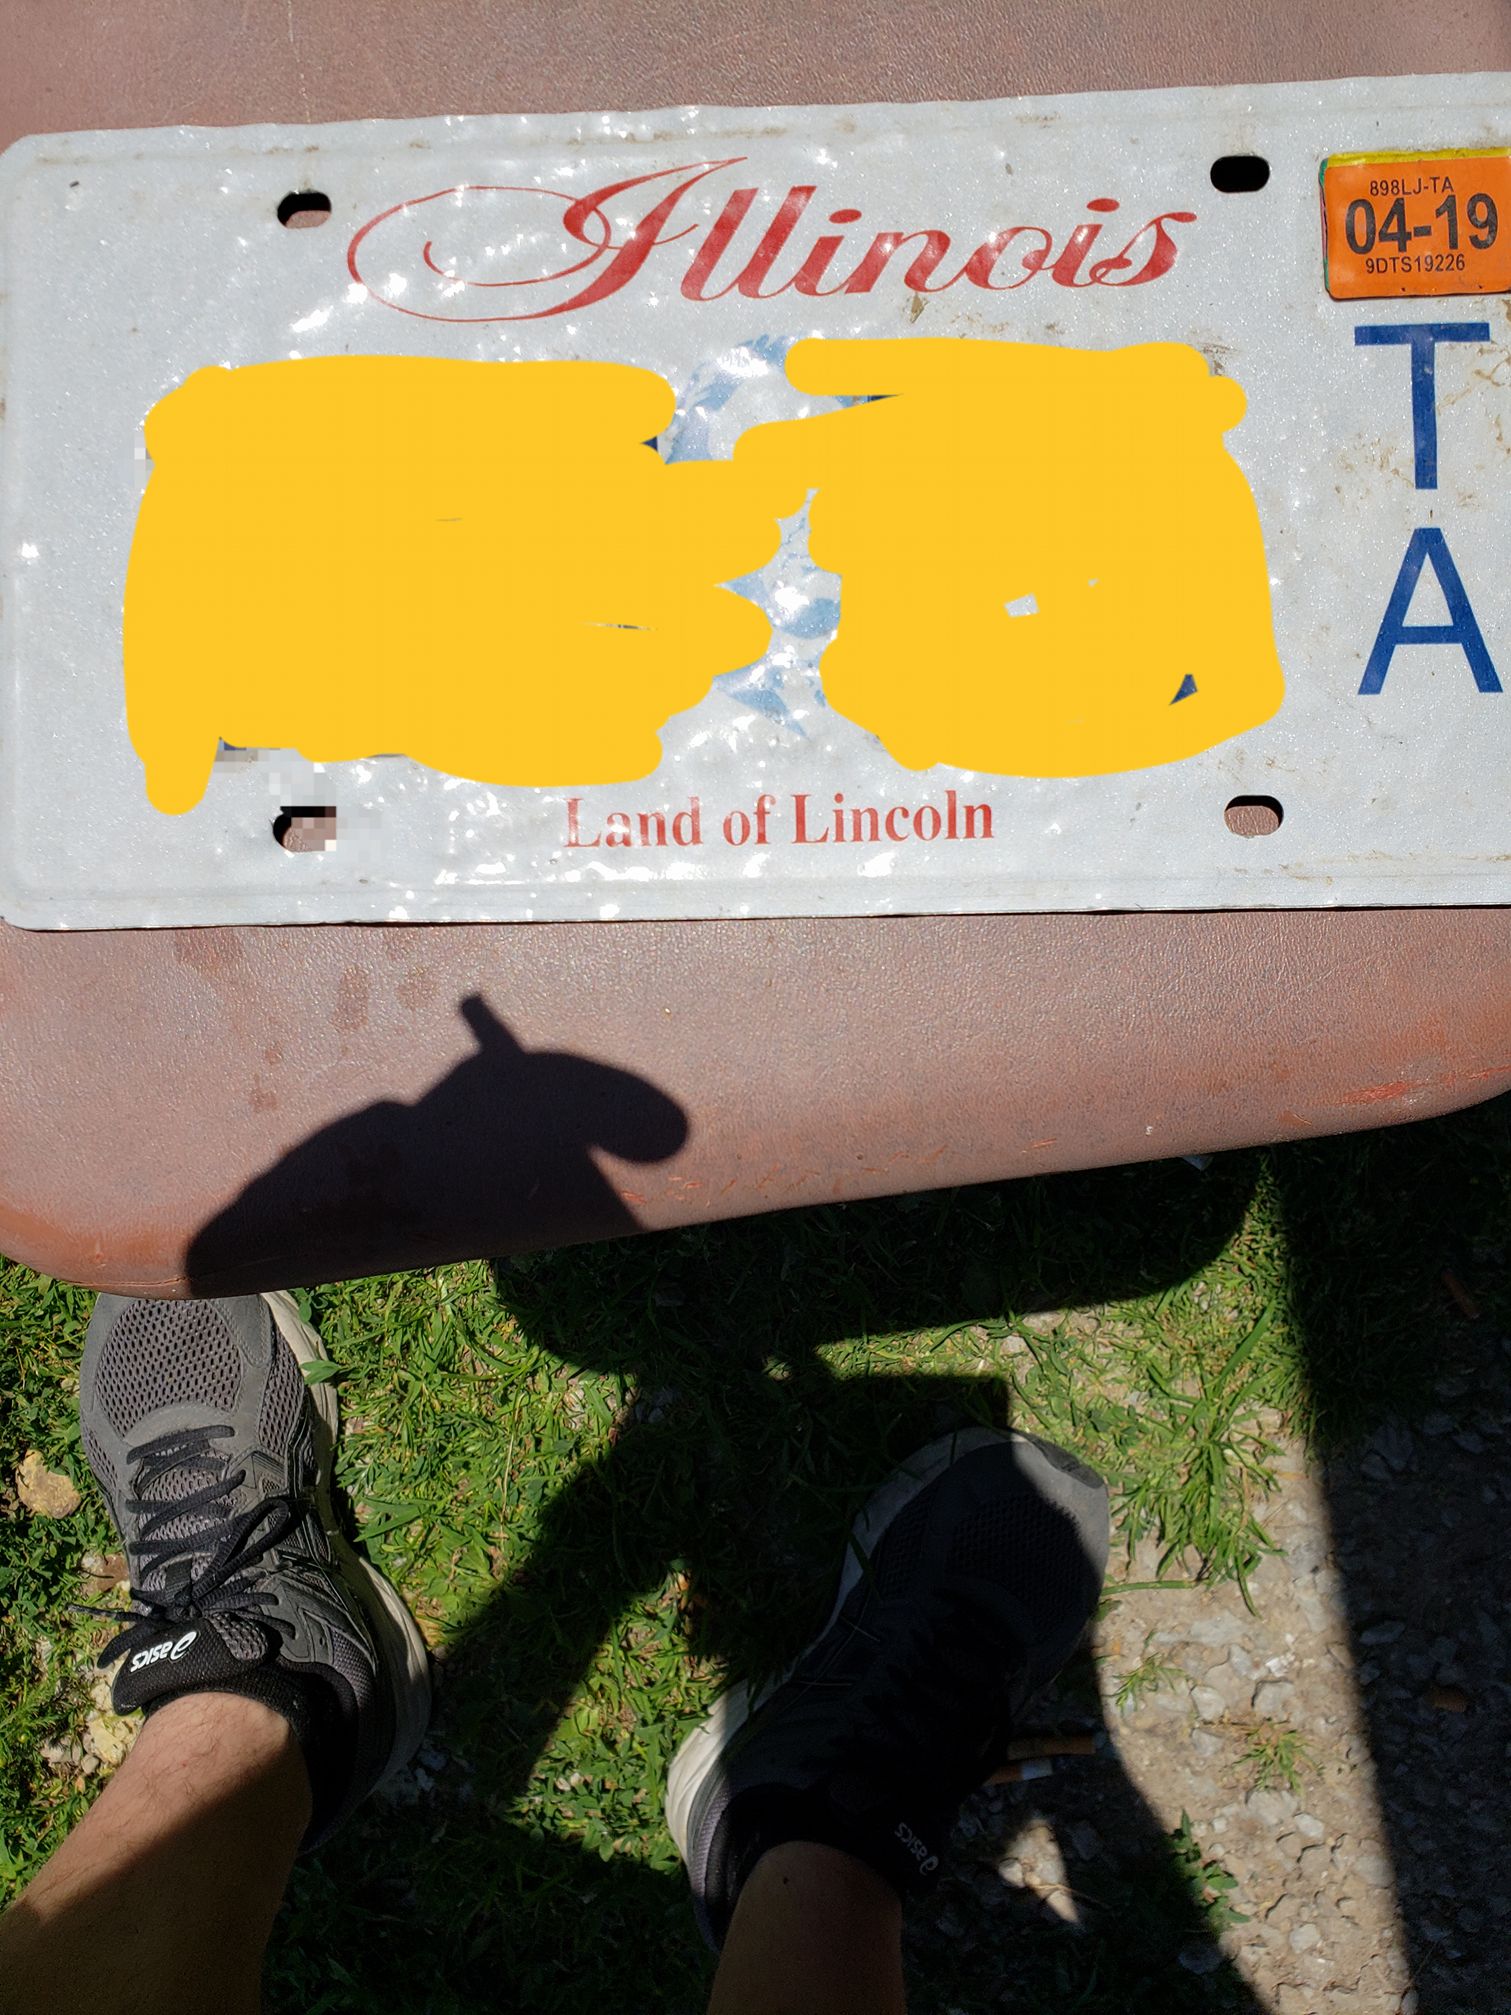 Illinois
898LJ-TA
04-19
9DTS19226
T
A
Land of Lincoln
asics
asics